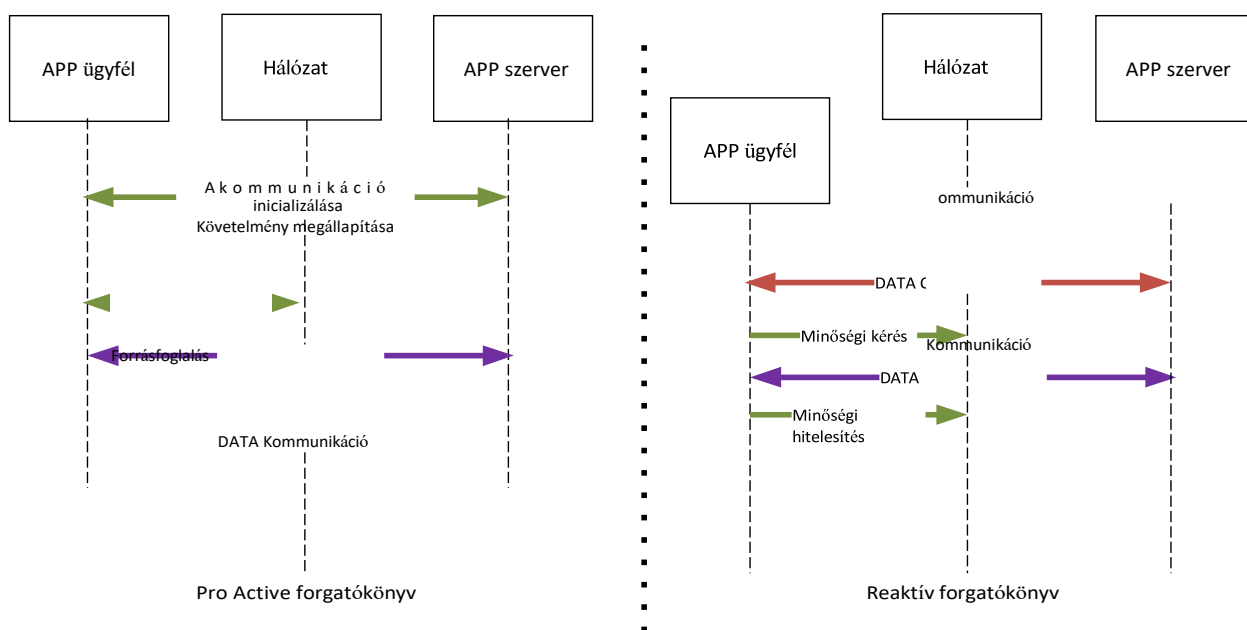 APP ügyfél
Hálózat
APP szerver
A k o m m u n i k á c i ó
inicializálása
Követelmény megállapítása
Forrásfoglalás
DATA Kommunikáció
Pro Active forgatókönyv
Hálózat
APP szerver
APP ügyfél
ommunikáció
DATA C
Minőségi kérés
Kommunikáció
DATA
Minőségi
hitelesítés
Reaktív forgatókönyv